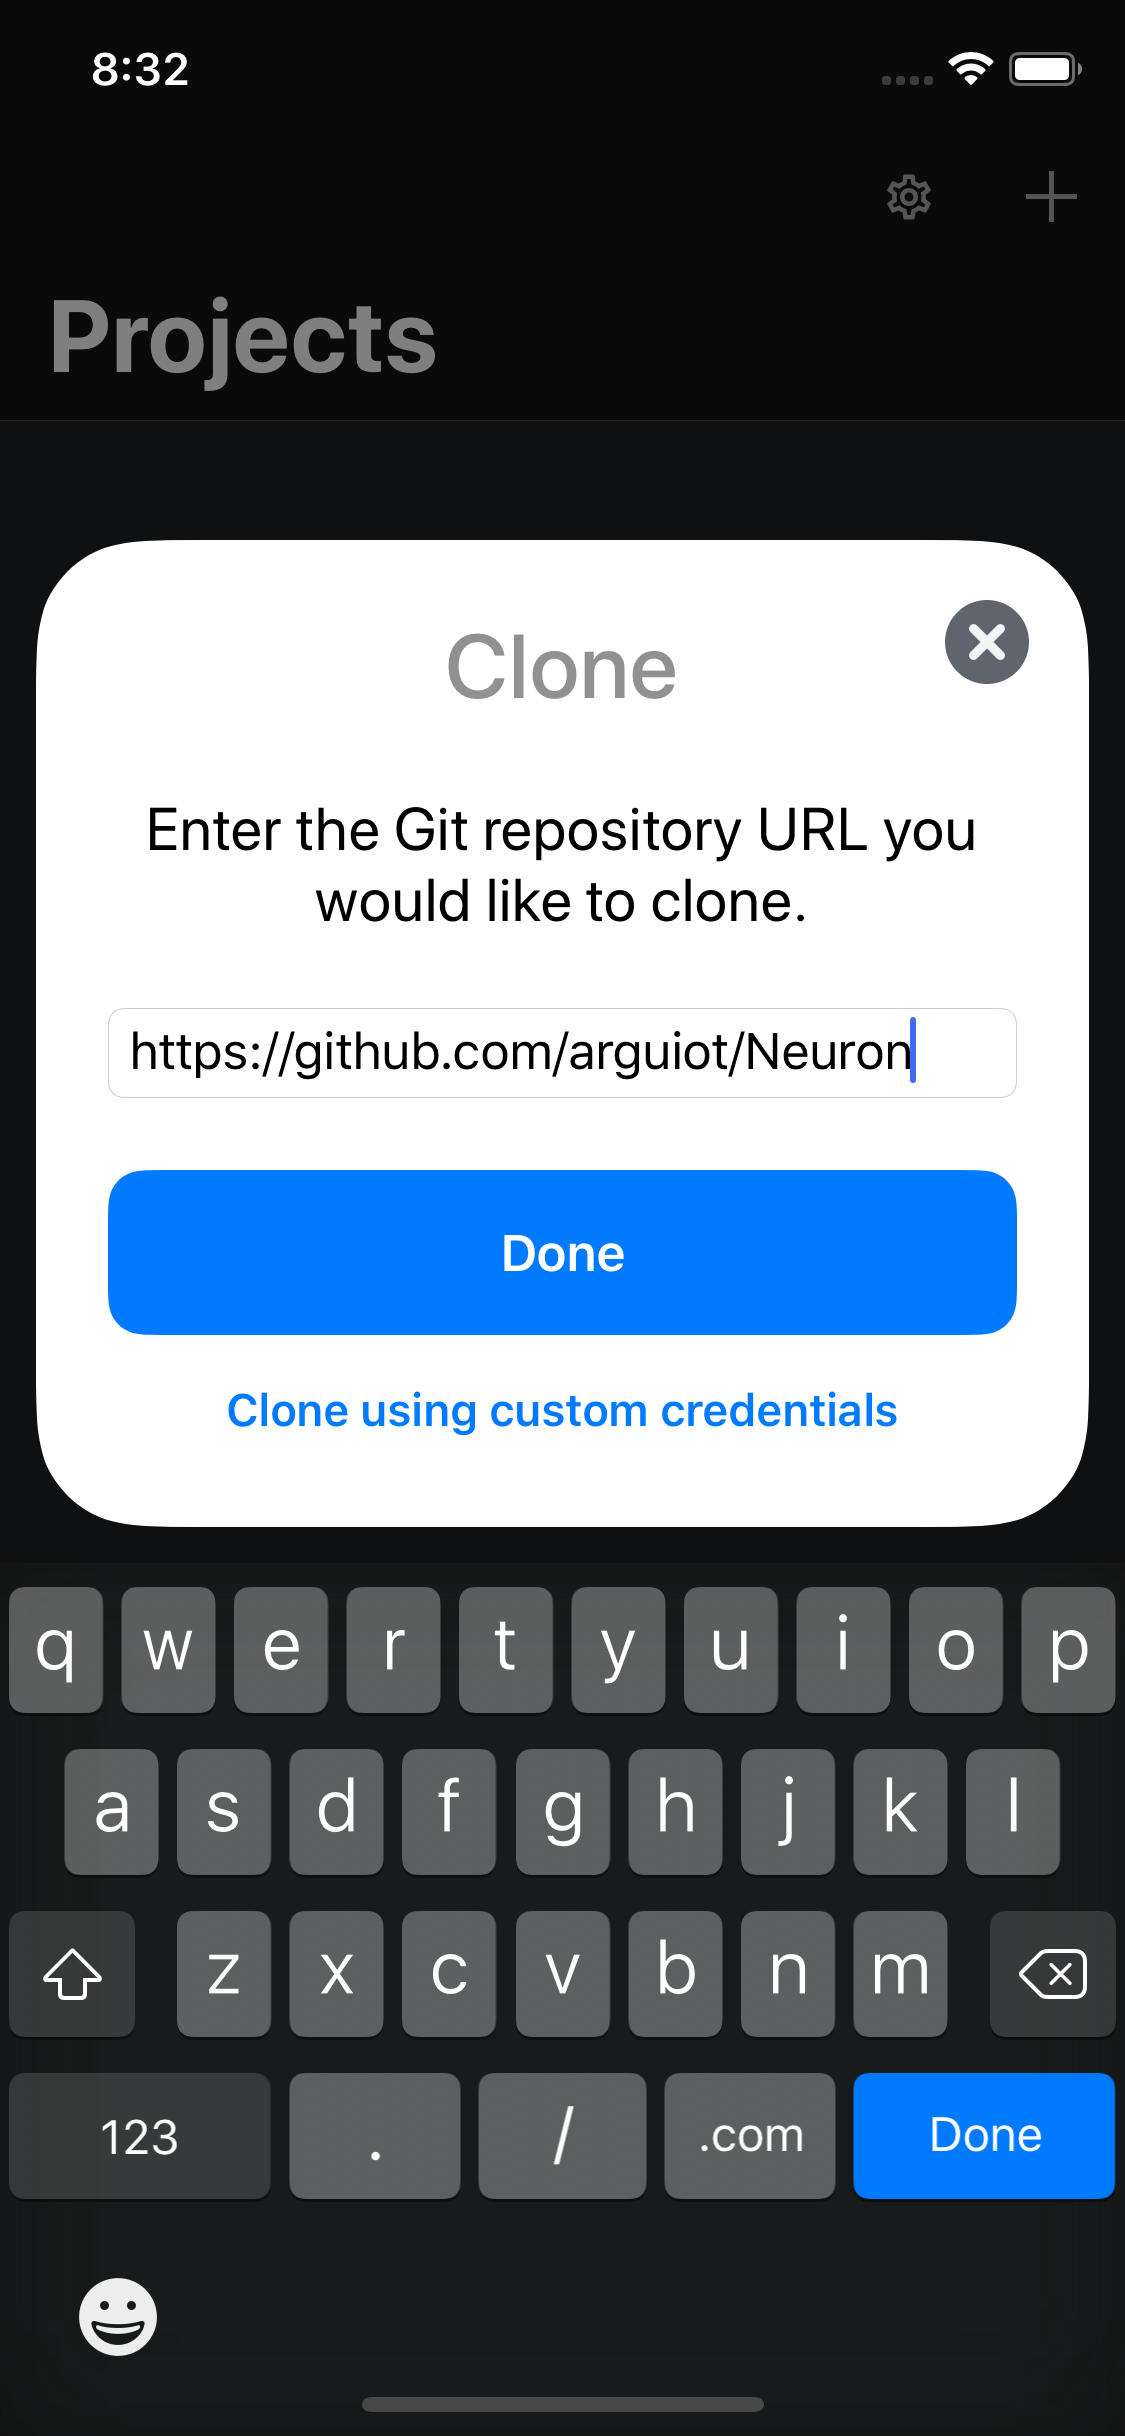 8:32
Projects
Clone
Enter the Git repository URL you
would like to clone.
https://github.com/arguiot/Neuron
Done
Clone using custom credentials
q w e r t y u i o p
a s d f g h j k l
z x c v b n m
123 . / .com Done